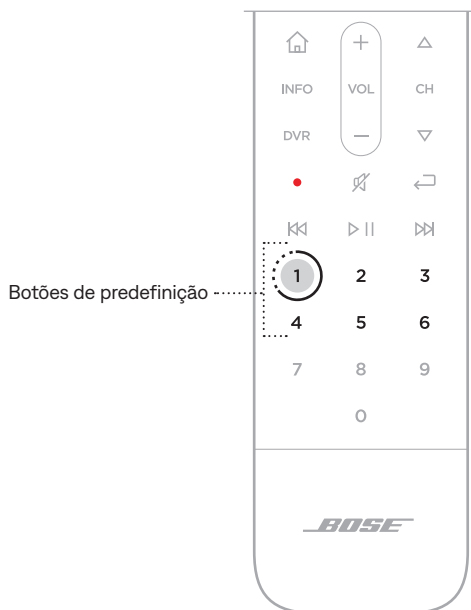 INFO VOL CH
DVR
Botões de predefinição
1 2 3
4 5 6
7 8 9
0
BOSE